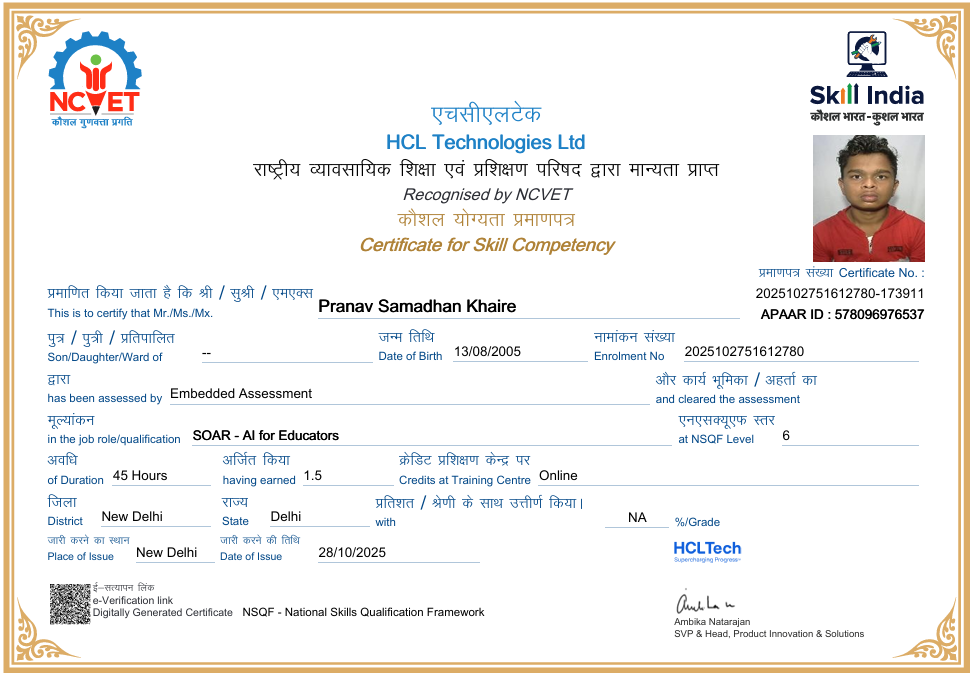 NCVET
कौशल गुणवत्ता प्रगति
Skill India
कौशल भारत-कुशल भारत
एचसीएलटेक
HCL Technologies Ltd
राष्ट्रीय व्यावसायिक शिक्षा एवं प्रशिक्षण परिषद द्वारा मान्यता प्राप्त
Recognised by NCVET
कौशल योग्यता प्रमाणपत्र
Certificate for Skill Competency
प्रमाणपत्र संख्या Certificate No. :
2025102751612780-173911
APAAR ID : 578096976537
प्रमाणित किया जाता है कि श्री / सुश्री / एमएक्स
This is to certify that Mr./Ms./Mx. Pranav Samadhan Khaire
पुत्र / पुत्री / प्रतिपालित जन्म तिथि नामांकन संख्या
Son/Daughter/Ward of -- Date of Birth 13/08/2005 Enrolment No 2025102751612780
द्वारा और कार्य भूमिका / अहर्ता का
has been assessed by Embedded Assessment and cleared the assessment
मूल्यांकन एनएसक्यूएफ स्तर
in the job role/qualification SOAR - AI for Educators at NSQF Level 6
अवधि अर्जित किया क्रेडिट प्रशिक्षण केन्द्र पर
of Duration 45 Hours having earned 1.5 Credits at Training Centre Online
जिला राज्य प्रतिशत / श्रेणी के साथ उत्तीर्ण किया।
District New Delhi State Delhi with NA %/Grade
जारी करने का स्थान जारी करने की तिथि
Place of Issue New Delhi Date of Issue 28/10/2025
HCLTech
Supercharging Progress™
ई-सत्यापन लिंक
e-Verification link
Digitally Generated Certificate NSQF - National Skills Qualification Framework
Ambika Natarajan
SVP & Head, Product Innovation & Solutions